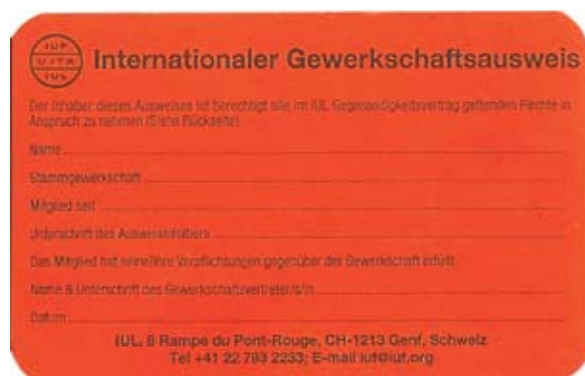 IUF
UITA
IUL
Internationaler Gewerkschaftsausweis
Der Inhaber dieses Ausweises ist berechtigt alle im IUL Gegenseitigkeitsvertrag geltenden Rechte in
Anspruch zu nehmen (Siehe Rückseite).
Name
Stammgewerkschaft
Mitglied seit
Unterschrift des Ausweisinhabers
Das Mitglied hat seine/ihre Verpflichtungen gegenüber der Gewerkschaft erfüllt.
Name & Unterschrift des Gewerkschaftsvertreter/s/in
Datum
IUL, 8 Rampe du Pont-Rouge, CH-1213 Genf, Schweiz
Tel +41 22 793 2233; E-mail iuf@iuf.org